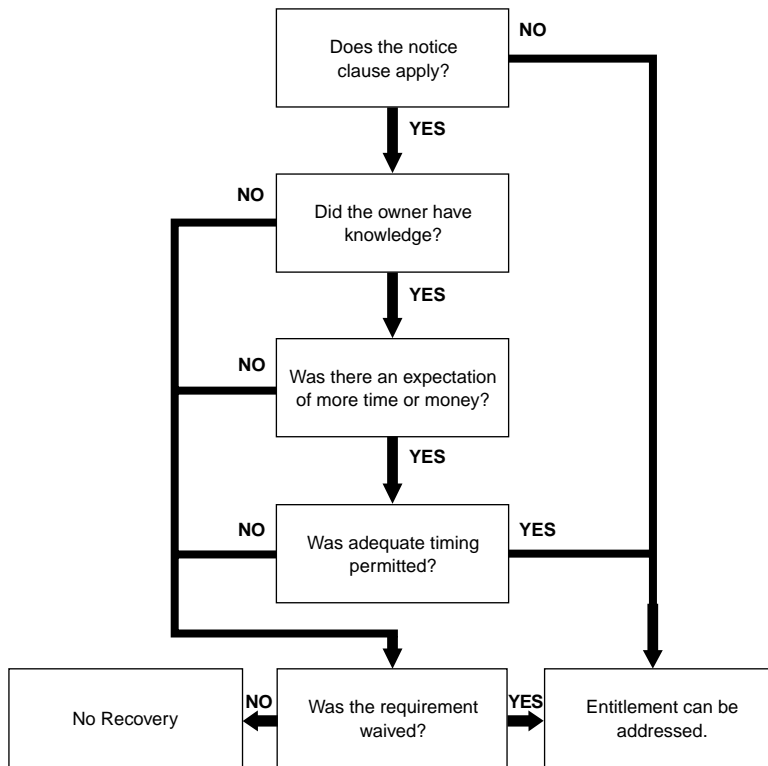 Does the notice
clause apply?
NO
YES
NO
Did the owner have
knowledge?
YES
NO
Was there an expectation
of more time or money?
YES
NO
Was adequate timing
permitted?
YES
No Recovery
NO
Was the requirement
waived?
YES
Entitlement can be
addressed.